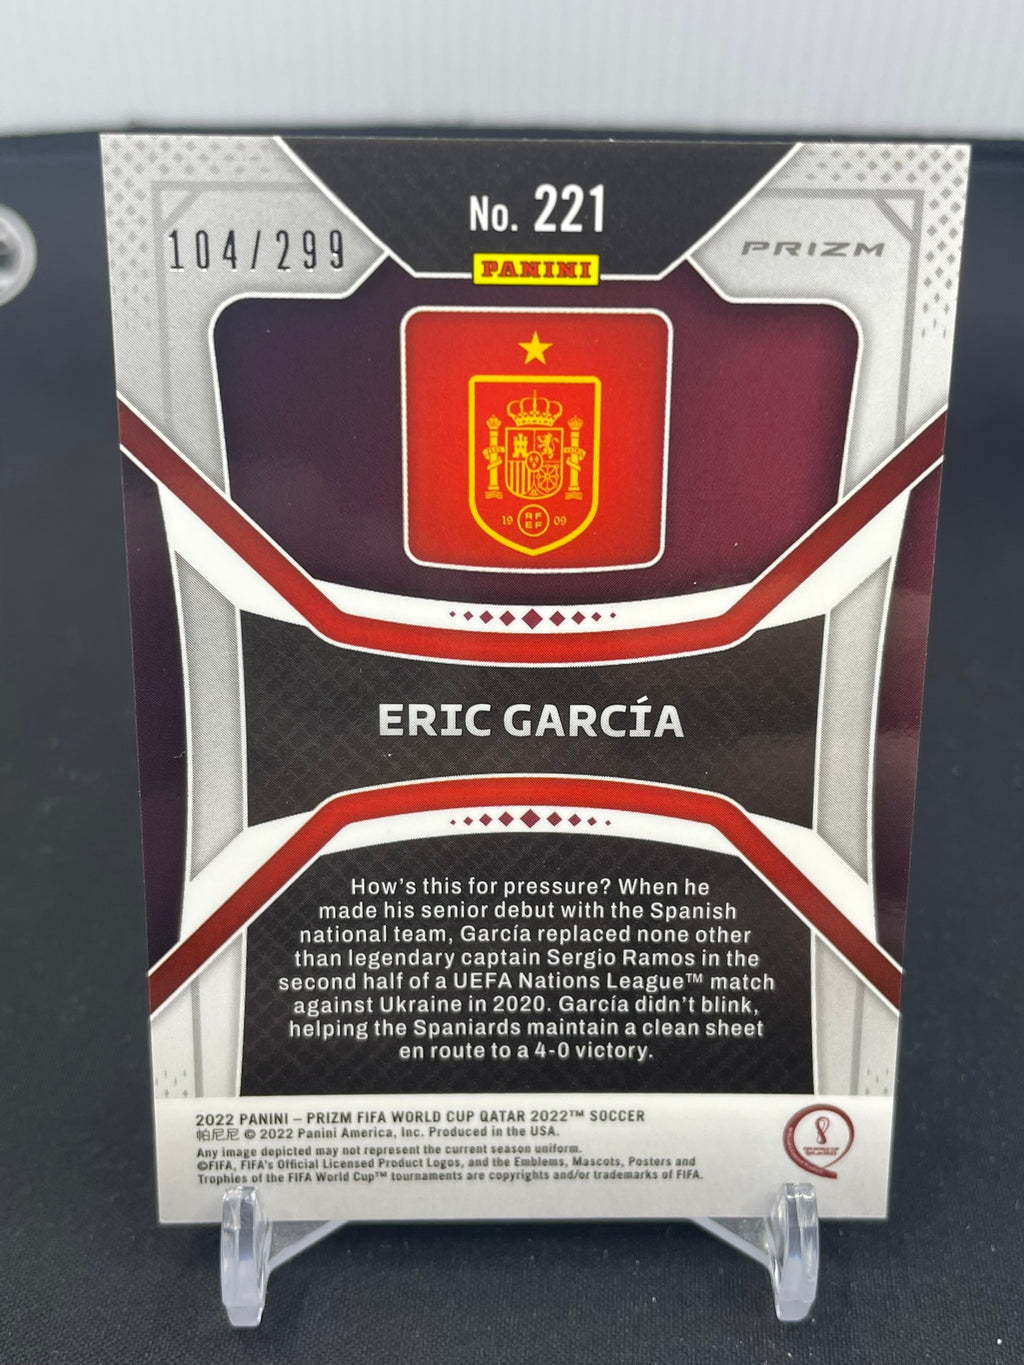 No. 221
104/299
PRIZM
PANINI
19 RF EF 09
ERIC GARCÍA
How's this for pressure? When he
made his senior debut with the Spanish
national team, García replaced none other
than legendary captain Sergio Ramos in the
second half of a UEFA Nations League™ match
against Ukraine in 2020. García didn't blink,
helping the Spaniards maintain a clean sheet
en route to a 4-0 victory.
2022 PANINI – PRIZM FIFA WORLD CUP QATAR 2022™ SOCCER
帕尼尼 © 2022 Panini America, Inc. Produced in the USA.
Any image depicted may not represent the current season uniform.
©FIFA, FIFA's Official Licensed Product Logos, and the Emblems, Mascots, Posters and
Trophies of the FIFA World Cup™ tournaments are copyrights and/or trademarks of FIFA.